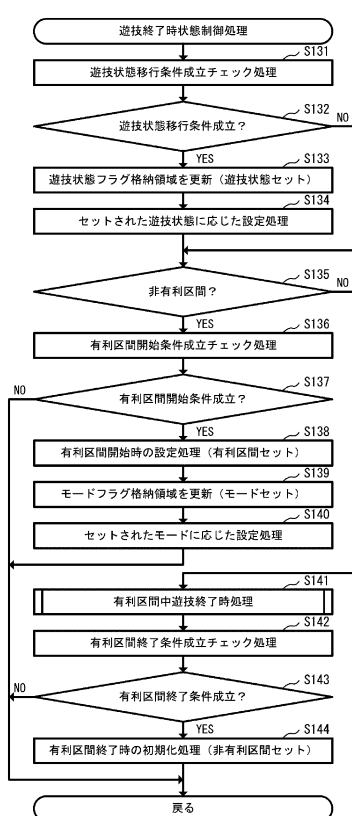 遊技終了時状態制御処理
S131
遊技状態移行条件成立チェック処理
S132
遊技状態移行条件成立?
NO
YES
S133
遊技状態フラグ格納領域を更新(遊技状態セット)
S134
セットされた遊技状態に応じた設定処理
S135
非有利区間?
NO
YES
S136
有利区間開始条件成立チェック処理
S137
NO
有利区間開始条件成立?
YES
S138
有利区間開始時の設定処理(有利区間セット)
S139
モードフラグ格納領域を更新(モードセット)
S140
セットされたモードに応じた設定処理
S141
有利区間中遊技終了時処理
S142
有利区間終了条件成立チェック処理
S143
NO
有利区間終了条件成立?
YES
S144
有利区間終了時の初期化処理(非有利区間セット)
戻る